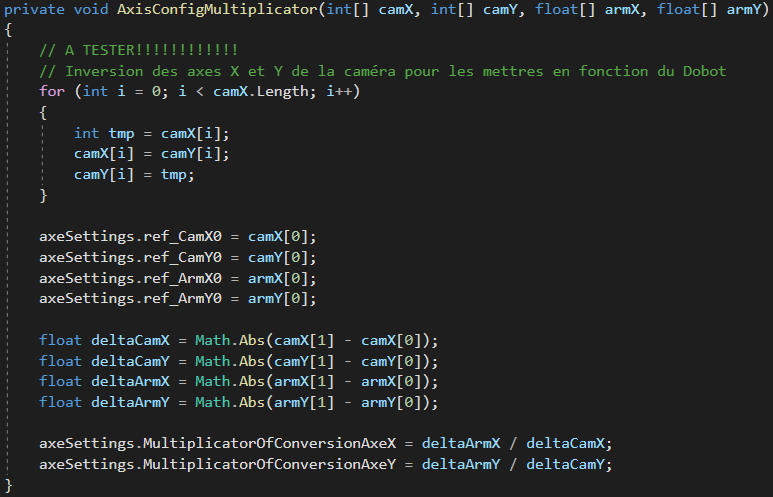 private void AxisConfigMultiplicator(int[] camX, int[] camY, float[] armX, float[] armY)
{
    // A TESTER!!!!!!!!!!!!
    // Inversion des axes X et Y de la caméra pour les mettres en fonction du Dobot
    for (int i = 0; i < camX.Length; i++)
    {
        int tmp = camX[i];
        camX[i] = camY[i];
        camY[i] = tmp;
    }
    axeSettings.ref_CamX0 = camX[0];
    axeSettings.ref_CamY0 = camY[0];
    axeSettings.ref_ArmX0 = armX[0];
    axeSettings.ref_ArmY0 = armY[0];
    float deltaCamX = Math.Abs(camX[1] - camX[0]);
    float deltaCamY = Math.Abs(camY[1] - camY[0]);
    float deltaArmX = Math.Abs(armX[1] - armX[0]);
    float deltaArmY = Math.Abs(armY[1] - armY[0]);
    axeSettings.MultiplicatorOfConversionAxeX = deltaArmX / deltaCamX;
    axeSettings.MultiplicatorOfConversionAxeY = deltaArmY / deltaCamY;
}